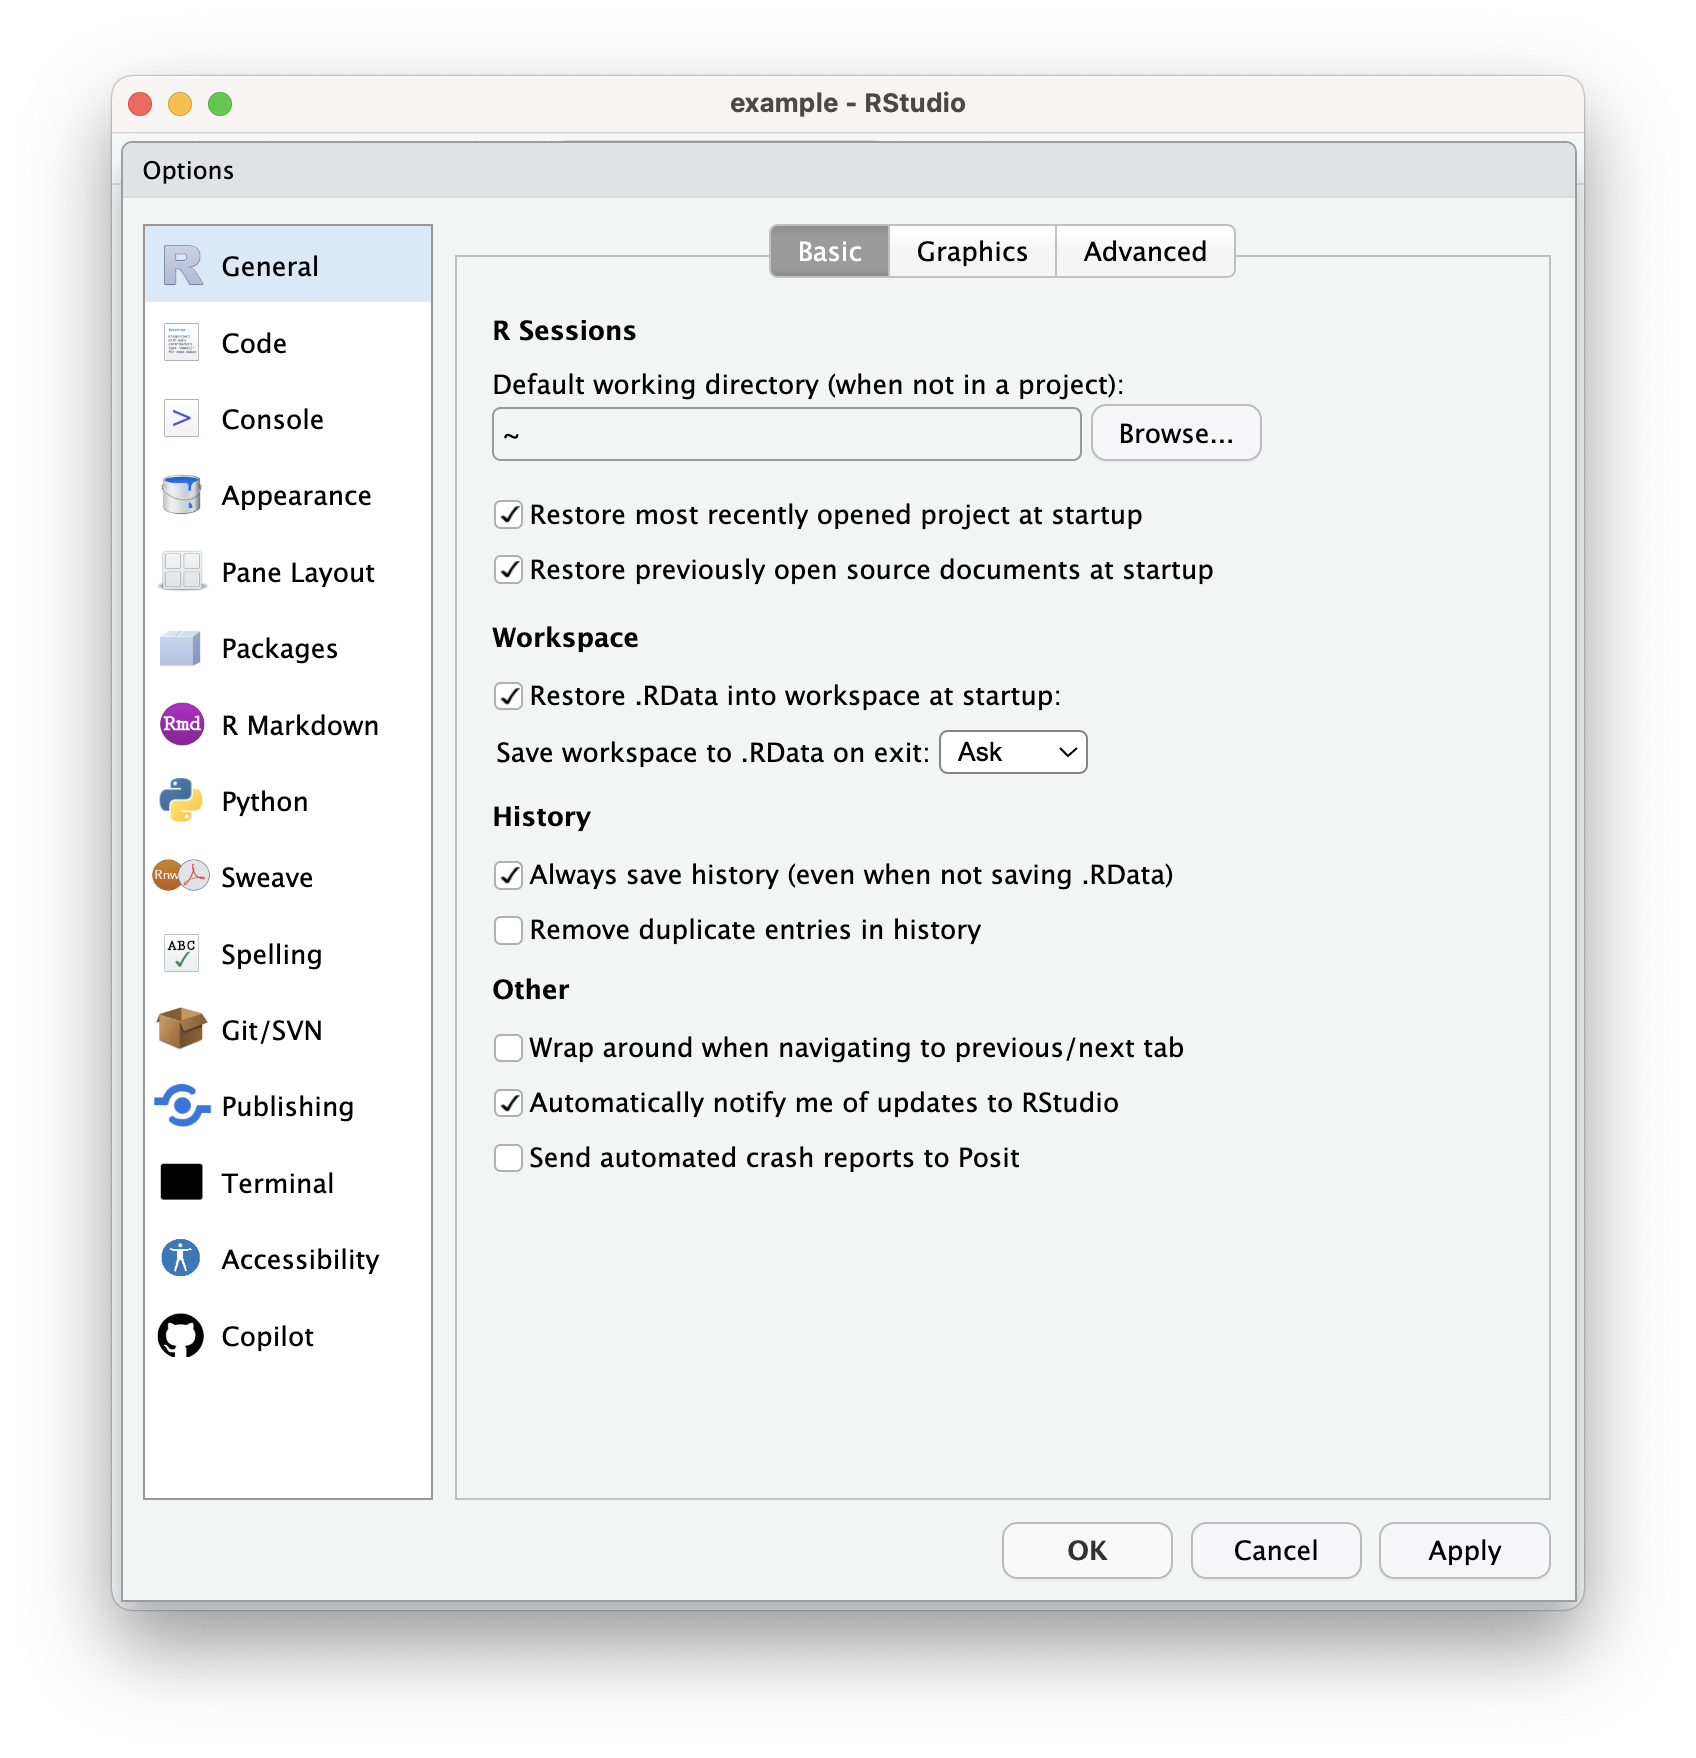 example - RStudio
Options
General
Code
Console
Appearance
Pane Layout
Packages
Rmd R Markdown
Python
Rnw Sweave
ABC Spelling
Git/SVN
Publishing
Terminal
Accessibility
Copilot
Basic Graphics Advanced
R Sessions
Default working directory (when not in a project):
~ Browse...
Restore most recently opened project at startup
Restore previously open source documents at startup
Workspace
Restore .RData into workspace at startup:
Save workspace to .RData on exit: Ask
History
Always save history (even when not saving .RData)
Remove duplicate entries in history
Other
Wrap around when navigating to previous/next tab
Automatically notify me of updates to RStudio
Send automated crash reports to Posit
OK Cancel Apply